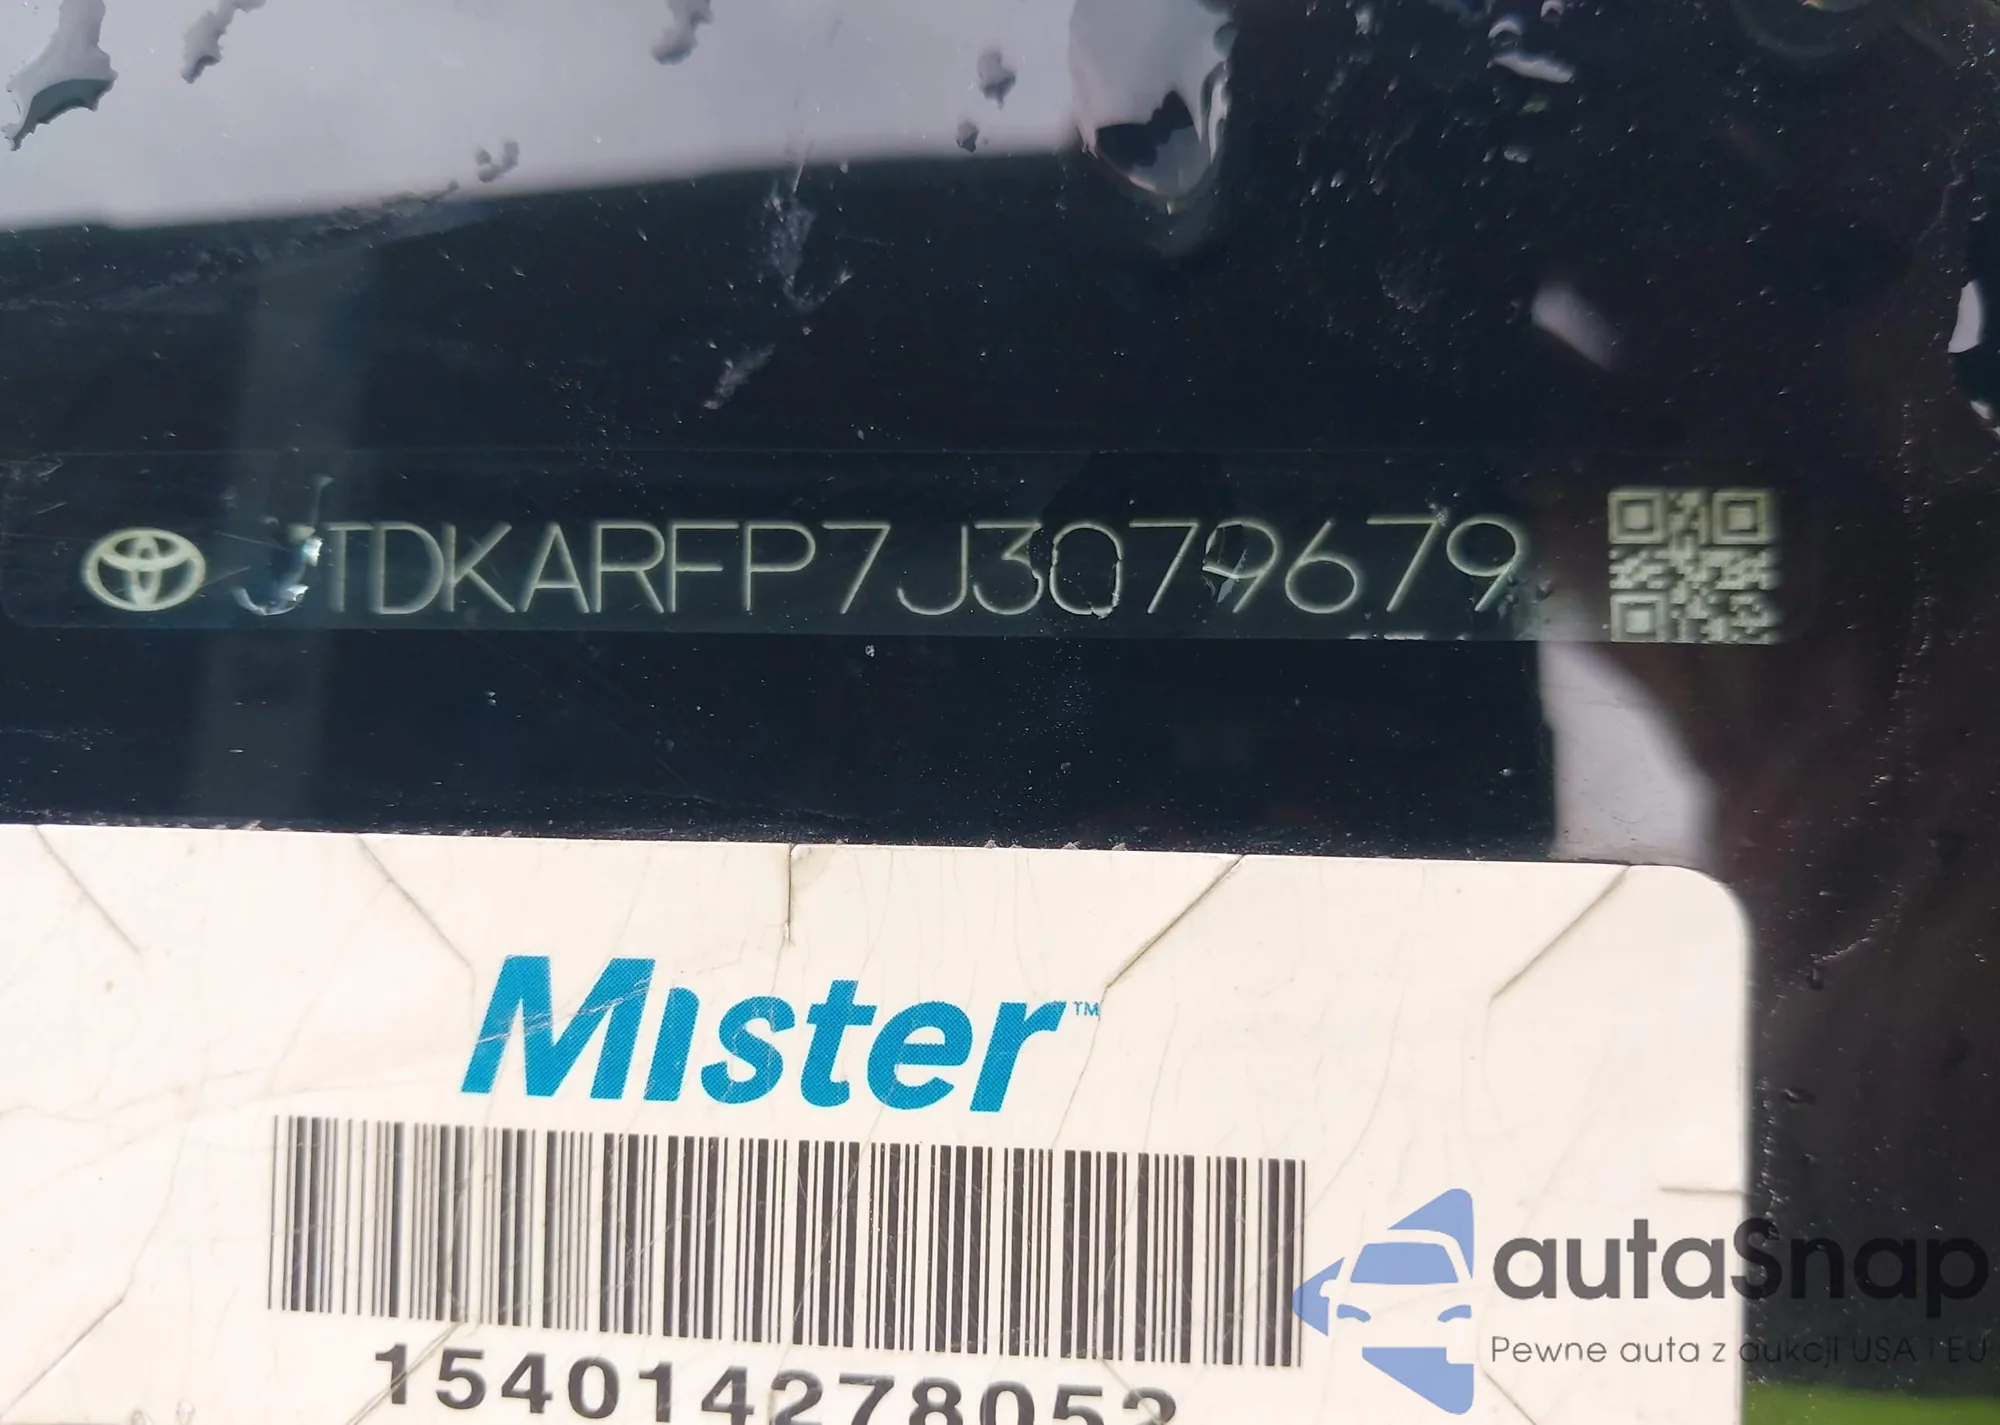 JTDKARFP7J3079679
Mister™
154014278052
autaSnap
Pewne auta z aukcji USA i EU